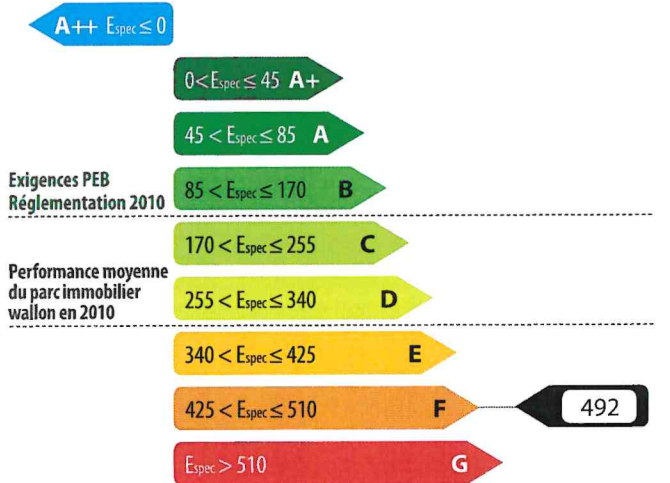 A++ Espec ≤ 0
0 < Espec ≤ 45 A+
45 < Espec ≤ 85 A
Exigences PEB
Réglementation 2010
85 < Espec ≤ 170 B
170 < Espec ≤ 255 C
Performance moyenne
du parc immobilier
wallon en 2010
255 < Espec ≤ 340 D
340 < Espec ≤ 425 E
425 < Espec ≤ 510 F 492
Espec > 510 G